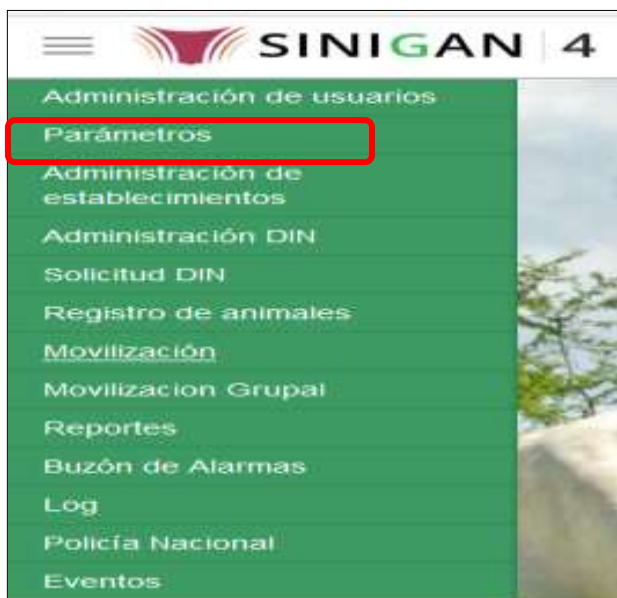 SINIGAN 4
Administración de usuarios
Parámetros
Administración de
establecimientos
Administración DIN
Solicitud DIN
Registro de animales
Movilización
Movilizacion Grupal
Reportes
Buzón de Alarmas
Log
Policía Nacional
Eventos